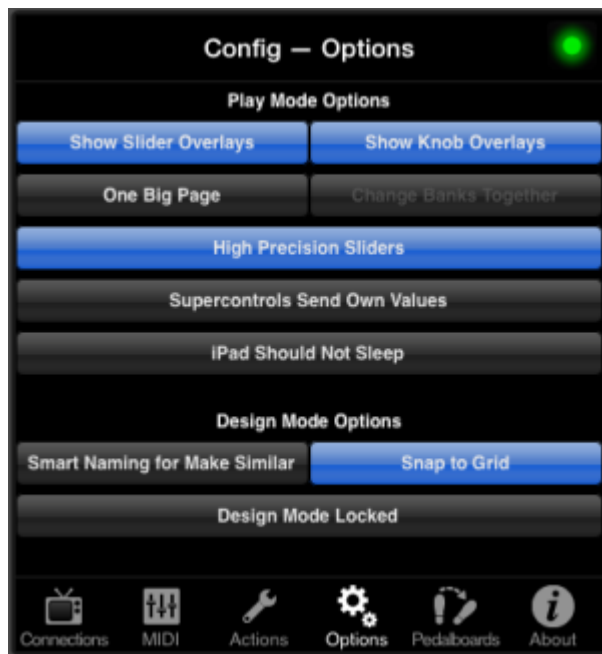 Config — Options
Play Mode Options
Show Slider Overlays Show Knob Overlays
One Big Page Change Banks Together
High Precision Sliders
Supercontrols Send Own Values
iPad Should Not Sleep
Design Mode Options
Smart Naming for Make Similar Snap to Grid
Design Mode Locked
Connections MIDI Actions Options Pedalboards About